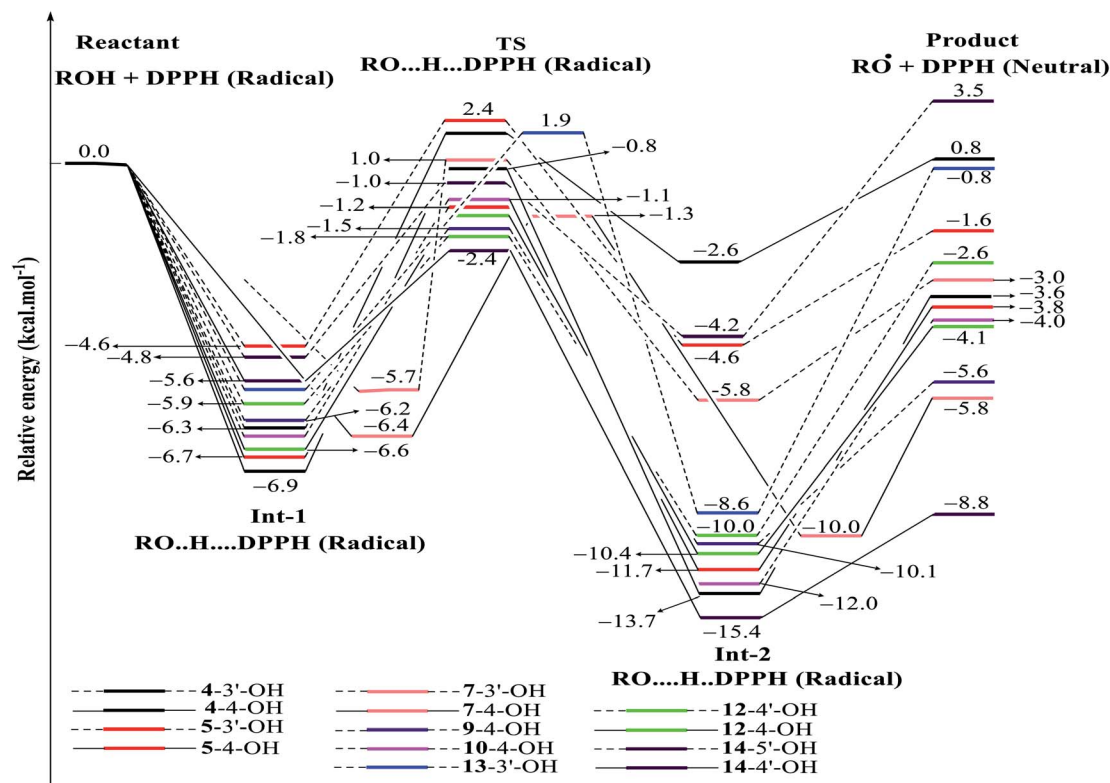 Reactant
ROH + DPPH (Radical)
TS
RO...H...DPPH (Radical)
Product
RO• + DPPH (Neutral)
Relative energy (kcal.mol-1)
0.0
−4.6
−4.8
−5.6
−5.9
−6.2
−6.3
−6.6
−6.7
−6.9
−5.7
−6.4
Int-1
RO..H....DPPH (Radical)
2.4
1.9
1.0
−0.8
−1.0
−1.1
−1.2
−1.3
−1.5
−1.8
−2.4
−2.6
−4.2
−4.6
−5.8
−8.6
−10.0
−10.0
−10.4
−10.1
−11.7
−12.0
−13.7
−15.4
Int-2
RO....H..DPPH (Radical)
3.5
0.8
−0.8
−1.6
−2.6
−3.0
−3.6
−3.8
−4.0
−4.1
−5.6
−5.8
−8.8
4-3'-OH
4-4-OH
5-3'-OH
5-4-OH
7-3'-OH
7-4-OH
9-4-OH
10-4-OH
13-3'-OH
12-4'-OH
12-4-OH
14-5'-OH
14-4'-OH